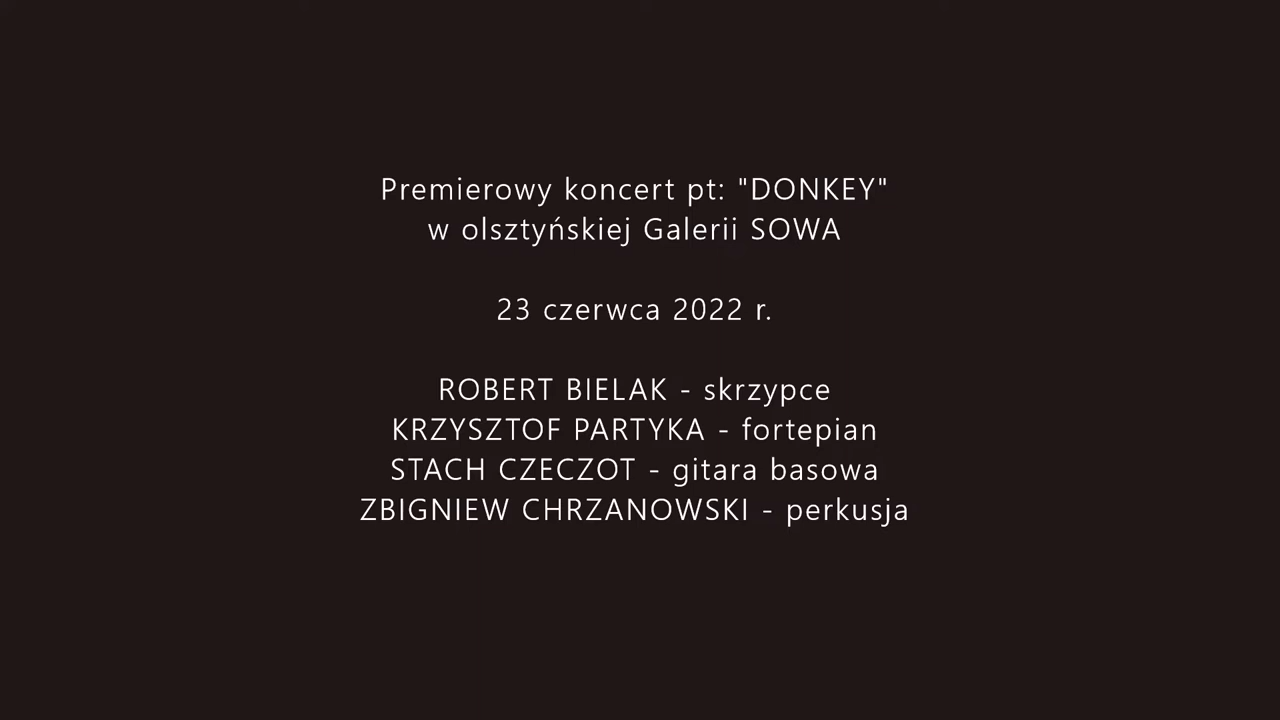 Premierowy koncert pt: "DONKEY"
w olsztyńskiej Galerii SOWA
23 czerwca 2022 r.
ROBERT BIELAK - skrzypce
KRZYSZTOF PARTYKA - fortepian
STACH CZECZOT - gitara basowa
ZBIGNIEW CHRZANOWSKI - perkusja